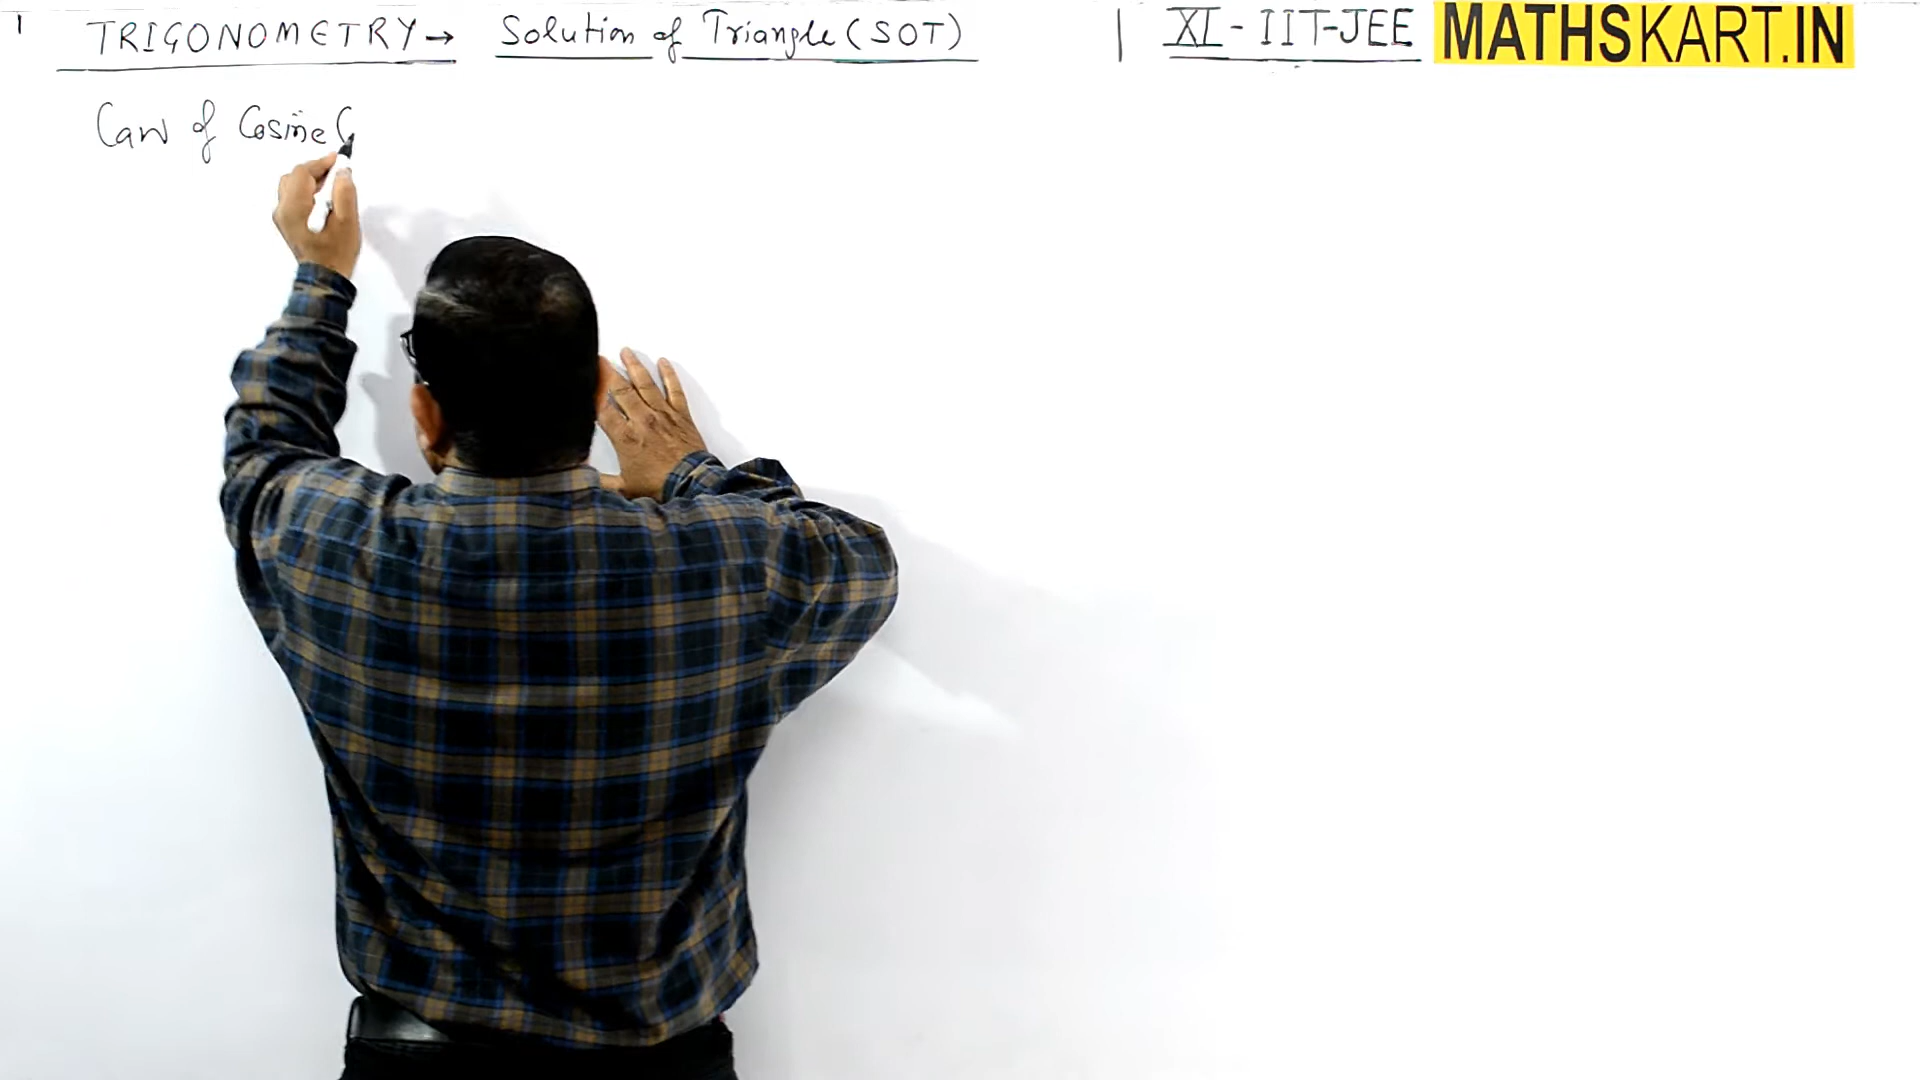 1 TRIGONOMETRY → Solution of Triangle (SOT) | XI - IIT-JEE MATHSKART.IN
Law of Cosine (